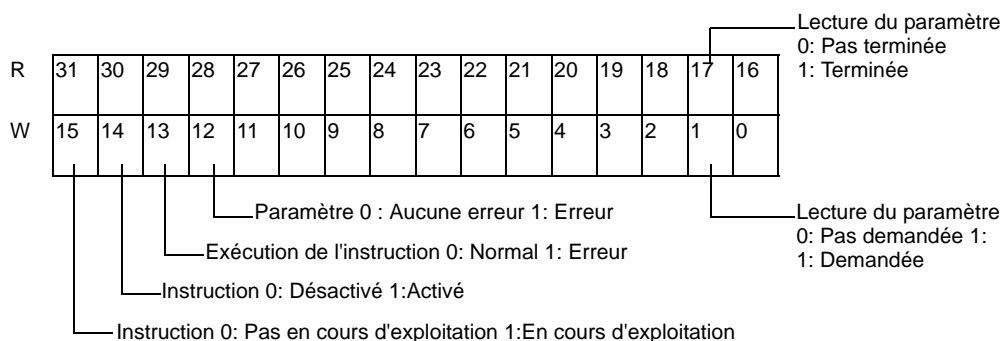 Lecture du paramètre
0: Pas terminée
1: Terminée
R 31 30 29 28 27 26 25 24 23 22 21 20 19 18 17 16
W 15 14 13 12 11 10 9 8 7 6 5 4 3 2 1 0
Paramètre 0 : Aucune erreur 1: Erreur
Lecture du paramètre
0: Pas demandée 1:
1: Demandée
Exécution de l'instruction 0: Normal 1: Erreur
Instruction 0: Désactivé 1:Activé
Instruction 0: Pas en cours d'exploitation 1:En cours d'exploitation